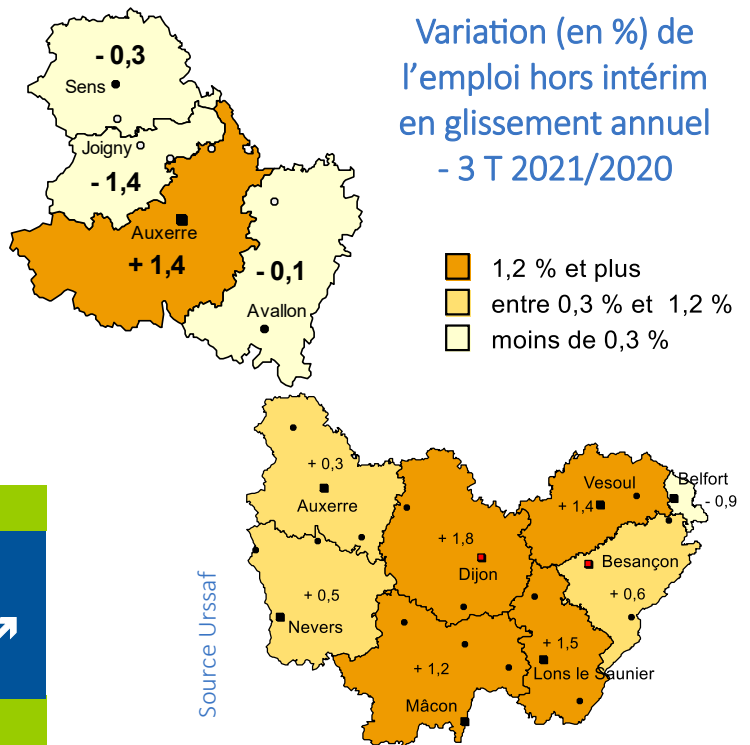 Variation (en %) de
l'emploi hors intérim
en glissement annuel
- 3 T 2021/2020
- 0,3
Sens
Joigny
- 1,4
Auxerre
+ 1,4
- 0,1
Avallon
1,2 % et plus
entre 0,3 % et 1,2 %
moins de 0,3 %
+ 0,3
Auxerre
+ 1,8
Dijon
Vesoul
+ 1,4
Belfort
- 0,9
Besançon
+ 0,6
+ 0,5
Nevers
+ 1,5
Lons le Saunier
+ 1,2
Mâcon
Source Urssaf